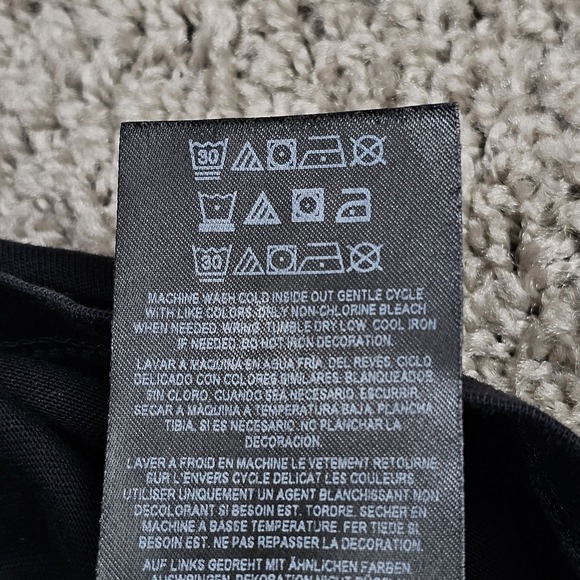 30
30
MACHINE WASH COLD INSIDE OUT GENTLE CYCLE
WITH LIKE COLORS. ONLY NON-CHLORINE BLEACH
WHEN NEEDED. WRING. TUMBLE DRY LOW. COOL IRON
IF NEEDED. DO NOT IRON DECORATION.
LAVAR A MAQUINA EN AGUA FRIA, DEL REVES, CICLO
DELICADO CON COLORES SIMILARES. BLANQUEADOR
SIN CLORO, CUANDO SEA NECESARIO. ESCURRIR.
SECAR A MAQUINA A TEMPERATURA BAJA. PLANCHA
TIBIA, SI ES NECESARIO. NO PLANCHAR LA
DECORACION.
LAVER A FROID EN MACHINE LE VETEMENT RETOURNE
SUR L'ENVERS CYCLE DELICAT LES COULEURS.
UTILISER UNIQUEMENT UN AGENT BLANCHISSANT NON
DECOLORANT SI BESOIN EST. TORDRE. SECHER EN
MACHINE A BASSE TEMPERATURE. FER TIEDE SI
BESOIN EST. NE PAS REPASSER LA DECORATION.
AUF LINKS GEDREHT MIT ÄHNLICHEN FARBEN